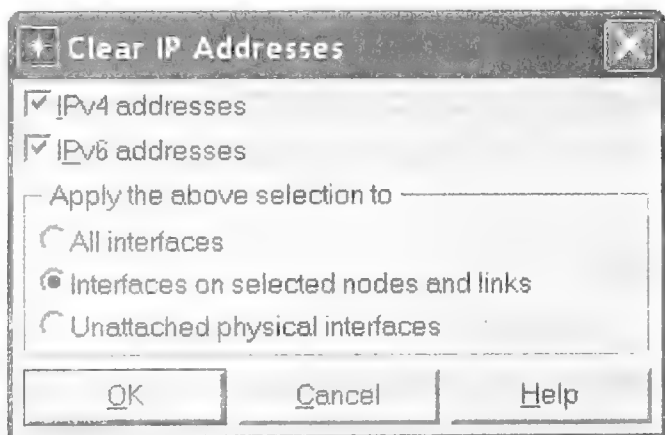 Clear IP Addresses
IPv4 addresses
IPv6 addresses
Apply the above selection to
All interfaces
Interfaces on selected nodes and links
Unattached physical interfaces
OK Cancel Help